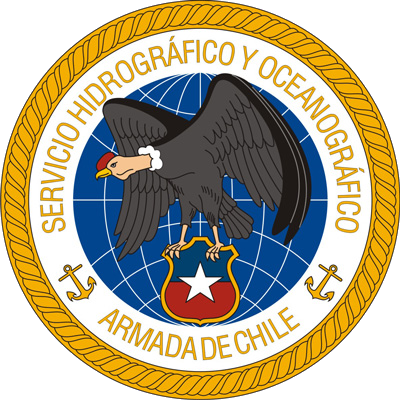 SERVICIO HIDROGRÁFICO Y OCEANOGRÁFICO
ARMADA DE CHILE